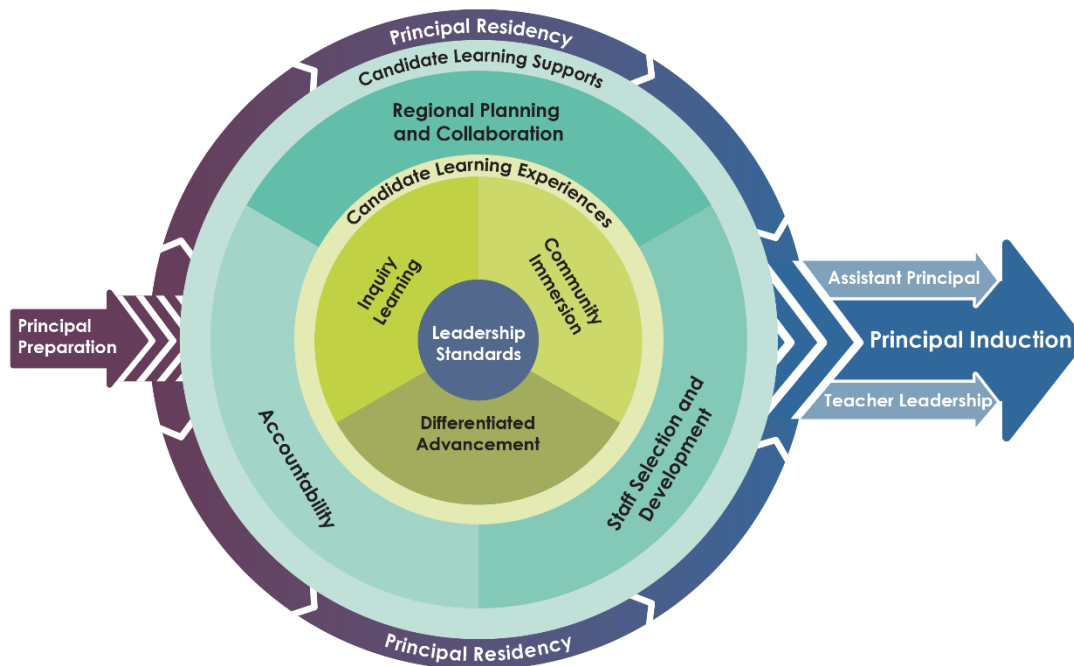 Principal Residency
Candidate Learning Supports
Regional Planning
and Collaboration
Candidate Learning Experiences
Inquiry
Learning
Community
Immersion
Leadership
Standards
Differentiated
Advancement
Accountability
Staff Selection and
Development
Principal
Preparation
Assistant Principal
Principal Induction
Teacher Leadership
Principal Residency